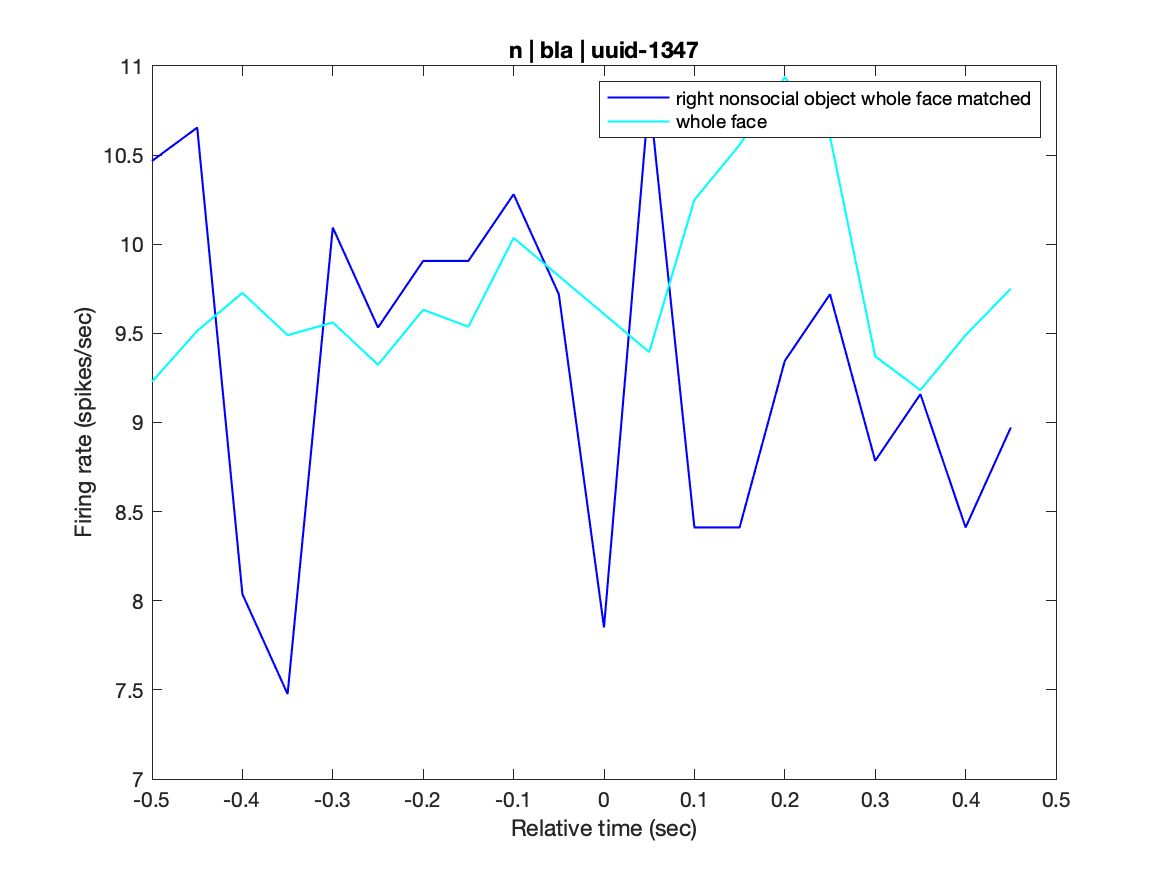 n | bla | uuid-1347
right nonsocial object whole face matched
whole face
11
10.5
10
9.5
9
8.5
8
7.5
7
Firing rate (spikes/sec)
-0.5 -0.4 -0.3 -0.2 -0.1 0 0.1 0.2 0.3 0.4 0.5
Relative time (sec)